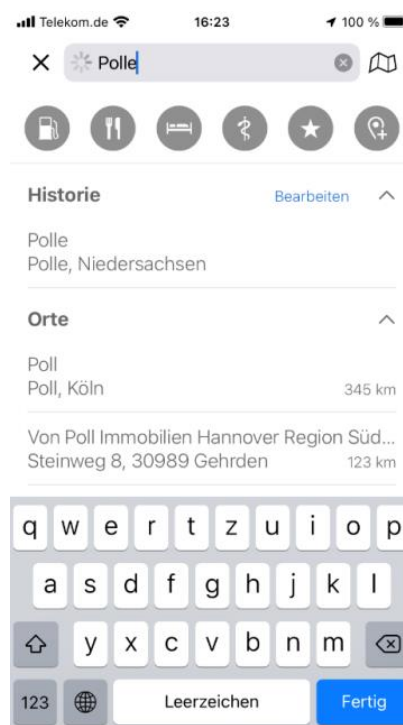 Telekom.de 16:23 100 %
Polle
Historie Bearbeiten
Polle
Polle, Niedersachsen
Orte
Poll
Poll, Köln 345 km
Von Poll Immobilien Hannover Region Süd...
Steinweg 8, 30989 Gehrden 123 km
q w e r t z u i o p
a s d f g h j k l
y x c v b n m
123 Leerzeichen Fertig